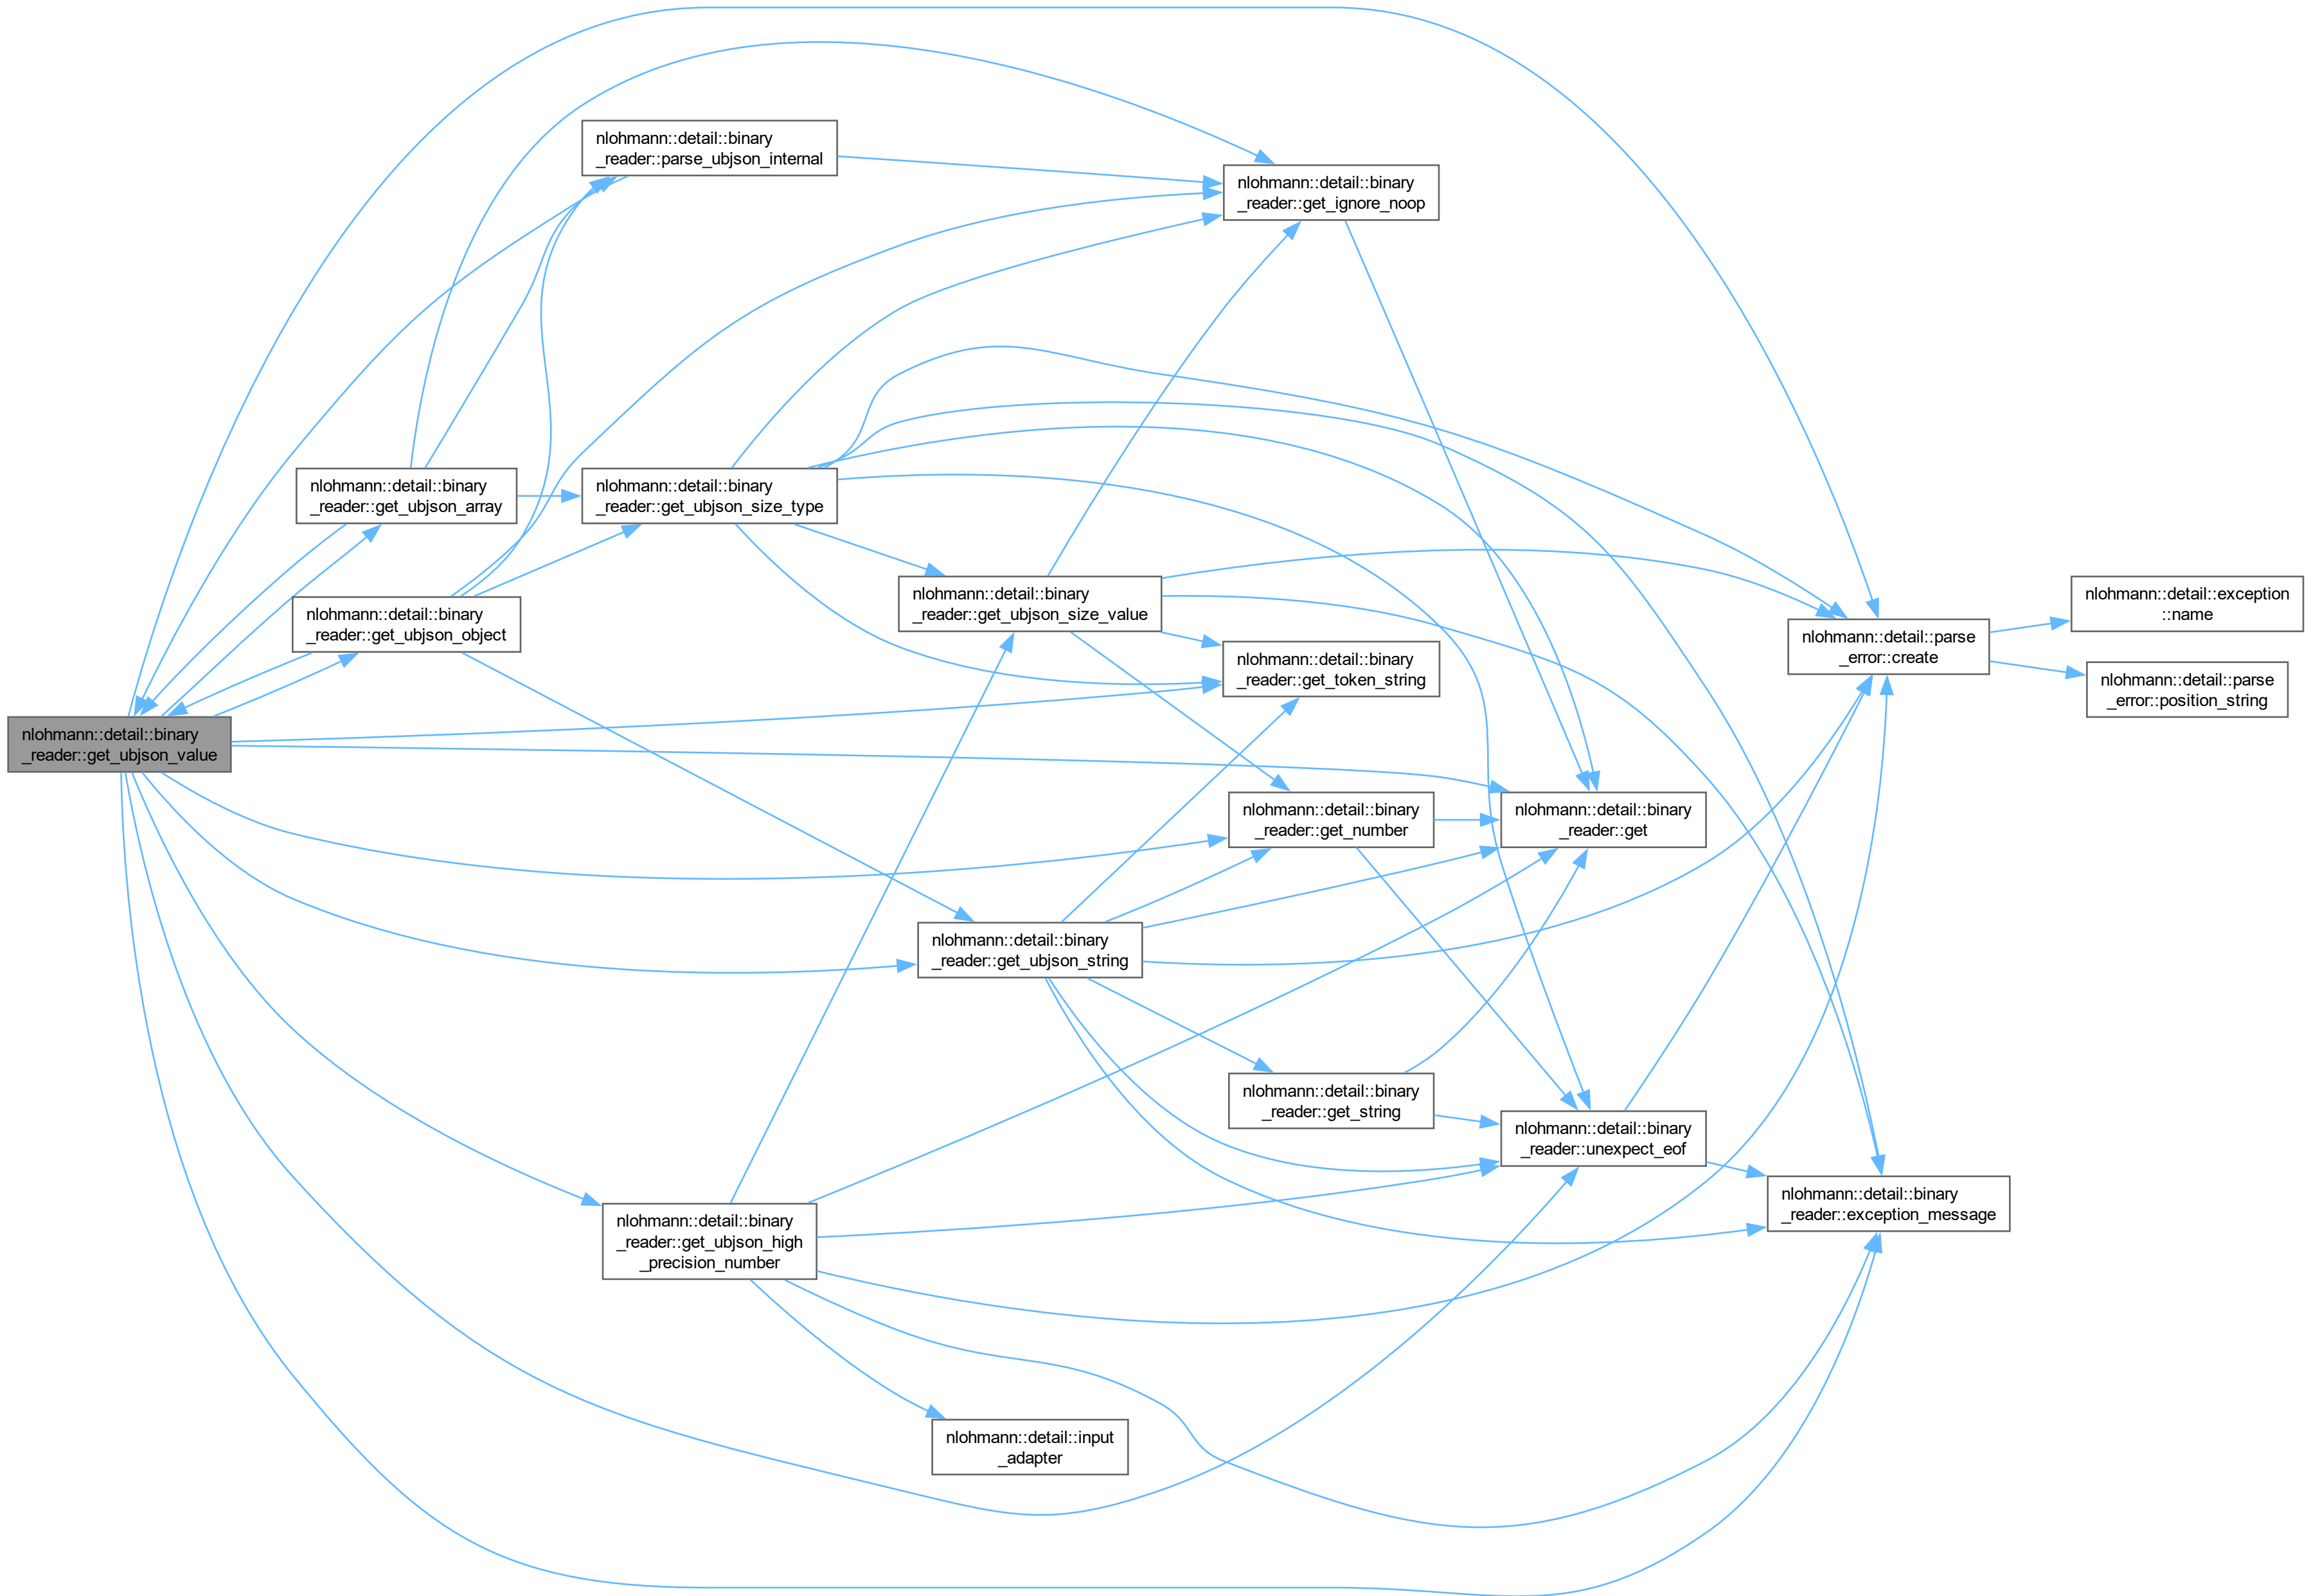 nlohmann::detail::binary
_reader::parse_ubjson_internal
nlohmann::detail::binary
_reader::get_ignore_noop
nlohmann::detail::binary
_reader::get_ubjson_array
nlohmann::detail::binary
_reader::get_ubjson_size_type
nlohmann::detail::binary
_reader::get_ubjson_object
nlohmann::detail::binary
_reader::get_ubjson_size_value
nlohmann::detail::exception
::name
nlohmann::detail::parse
_error::create
nlohmann::detail::binary
_reader::get_token_string
nlohmann::detail::parse
_error::position_string
nlohmann::detail::binary
_reader::get_ubjson_value
nlohmann::detail::binary
_reader::get_number
nlohmann::detail::binary
_reader::get
nlohmann::detail::binary
_reader::get_ubjson_string
nlohmann::detail::binary
_reader::get_string
nlohmann::detail::binary
_reader::unexpect_eof
nlohmann::detail::binary
_reader::exception_message
nlohmann::detail::binary
_reader::get_ubjson_high
_precision_number
nlohmann::detail::input
_adapter